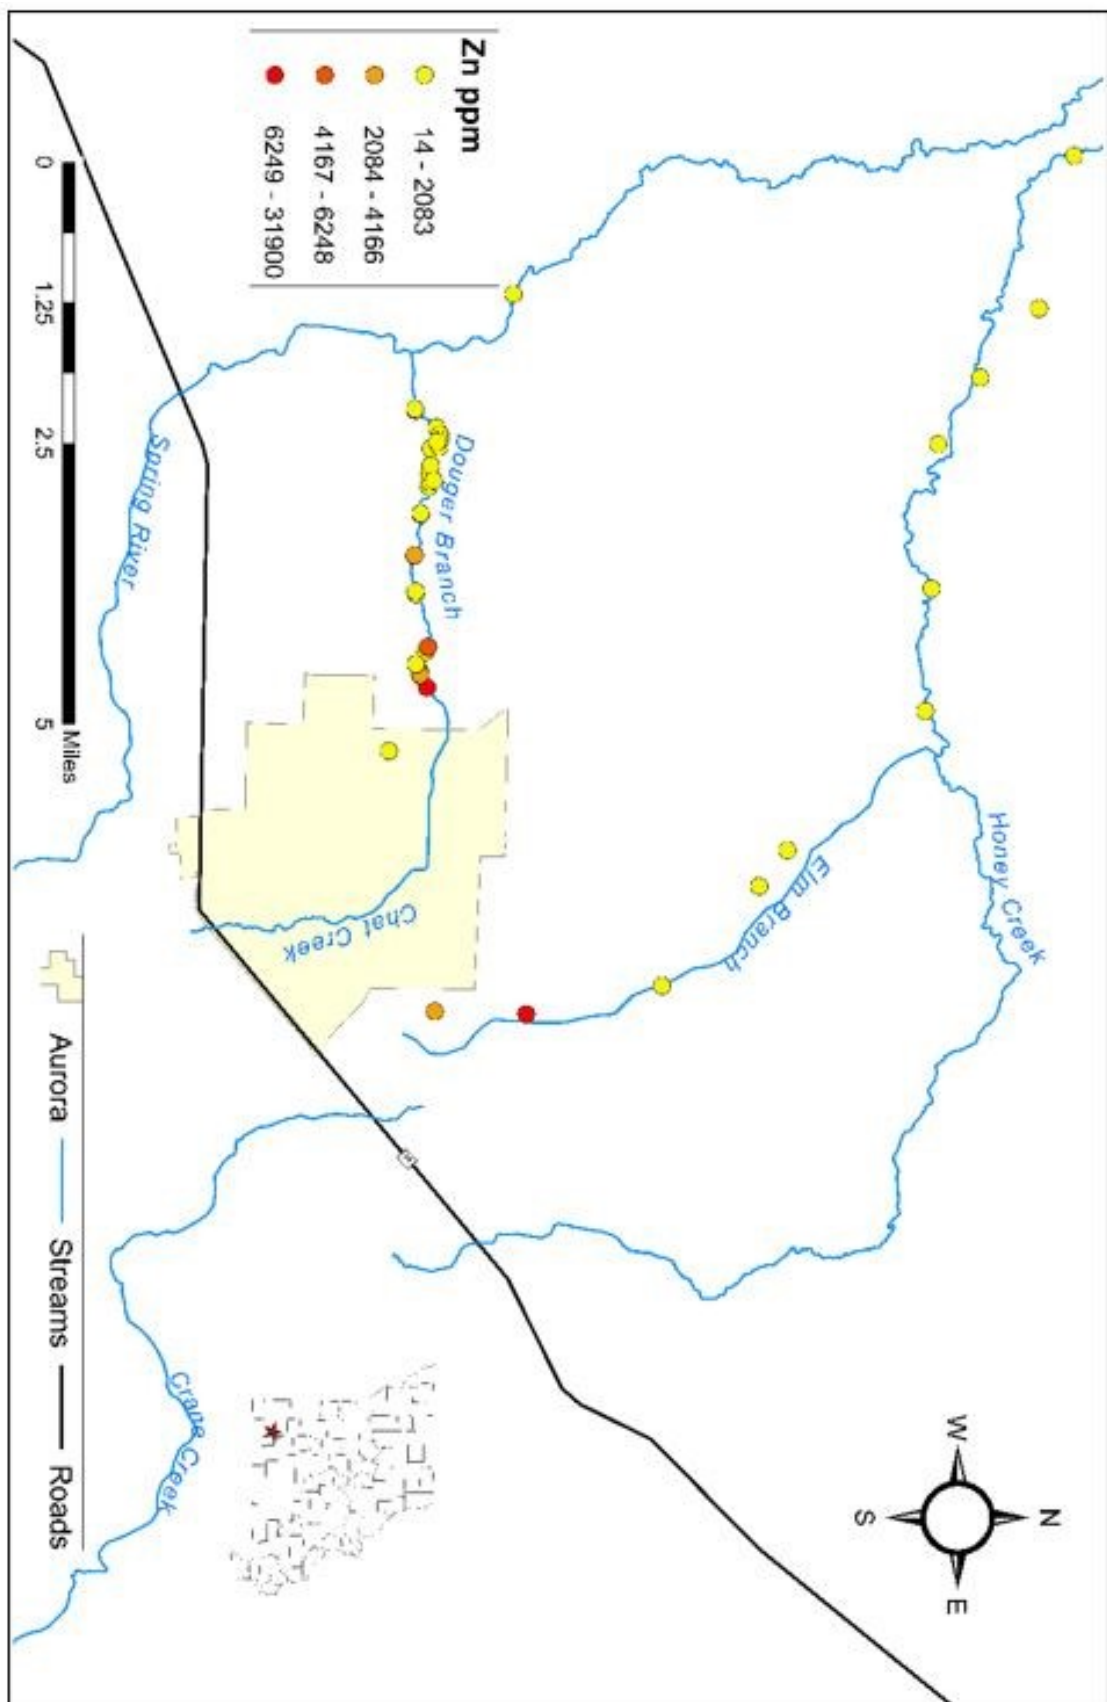 Zn ppm
14 - 2083
2084 - 4166
4167 - 6248
6249 - 31900
Honey Creek
Elm Branch
Douger Branch
Chat Creek
Spring River
Crane Creek
N
W
E
S
0 1.25 2.5 5
Miles
Aurora Streams Roads